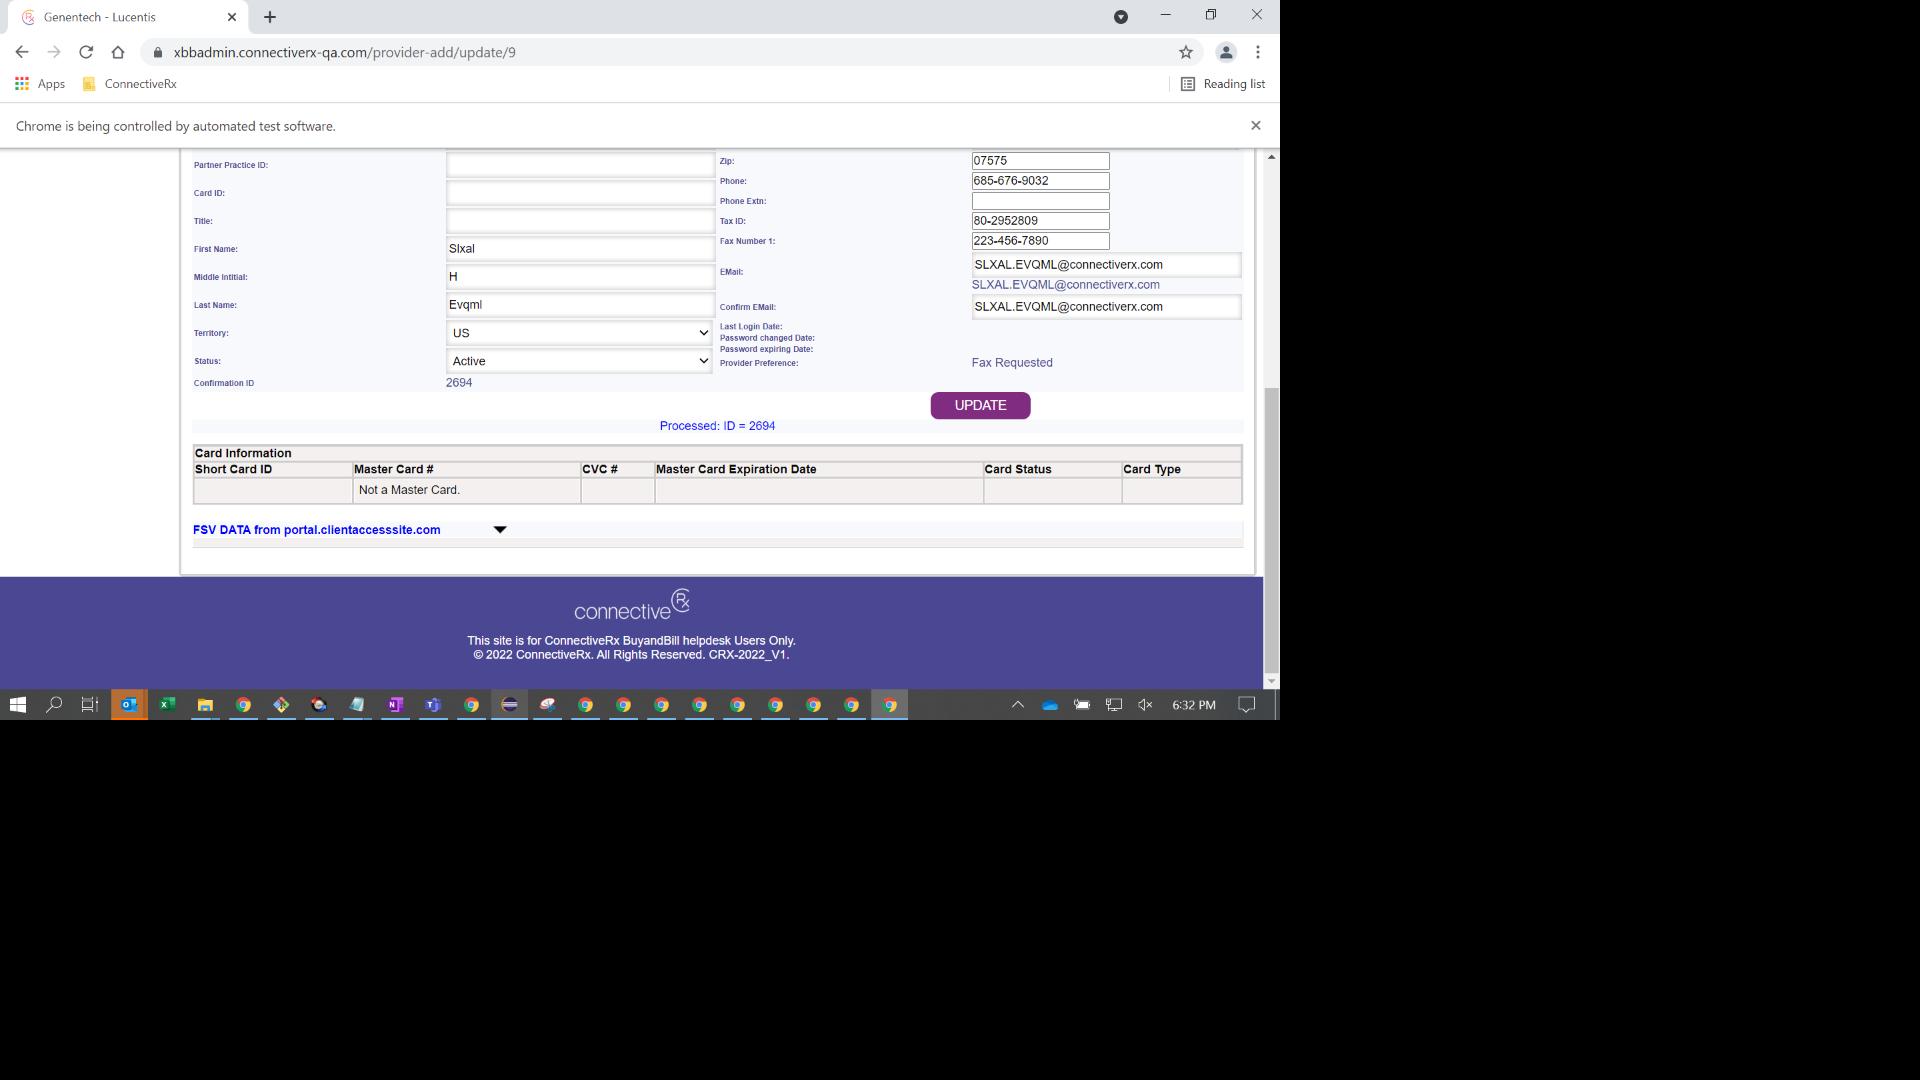 Genentech - Lucentis
xbbadmin.connectiverx-qa.com/provider-add/update/9
Apps ConnectiveRx Reading list
Chrome is being controlled by automated test software.
Partner Practice ID: Zip: 07575
Phone: 685-676-9032
Card ID:
Phone Extn:
Title: Tax ID: 80-2952809
First Name: Slxal Fax Number 1: 223-456-7890
Middle Intitial: H EMail: SLXAL.EVQML@connectiverx.com
SLXAL.EVQML@connectiverx.com
Last Name: Evqml Confirm EMail: SLXAL.EVQML@connectiverx.com
Territory: US Last Login Date:
Password changed Date:
Password expiring Date:
Status: Active Provider Preference: Fax Requested
Confirmation ID 2694
UPDATE
Processed: ID = 2694
Card Information
Short Card ID Master Card # CVC # Master Card Expiration Date Card Status Card Type
Not a Master Card.
FSV DATA from portal.clientaccesssite.com
connectiveRx
This site is for ConnectiveRx BuyandBill helpdesk Users Only.
© 2022 ConnectiveRx. All Rights Reserved. CRX-2022_V1.
6:32 PM